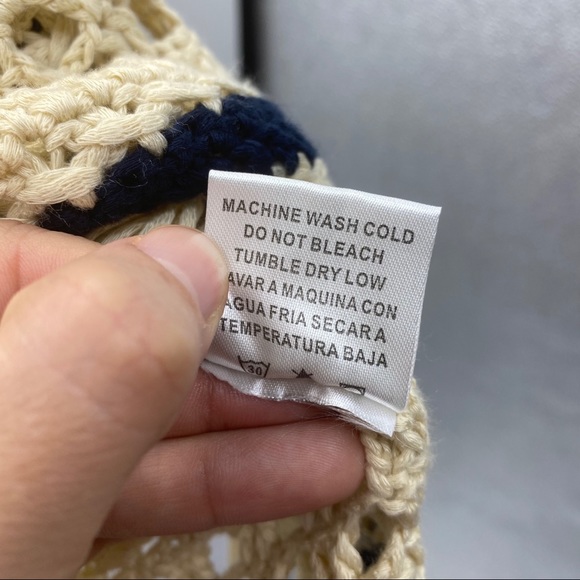 MACHINE WASH COLD
DO NOT BLEACH
TUMBLE DRY LOW
AVAR A MAQUINA CON
AGUA FRIA SECAR A
TEMPERATURA BAJA
30